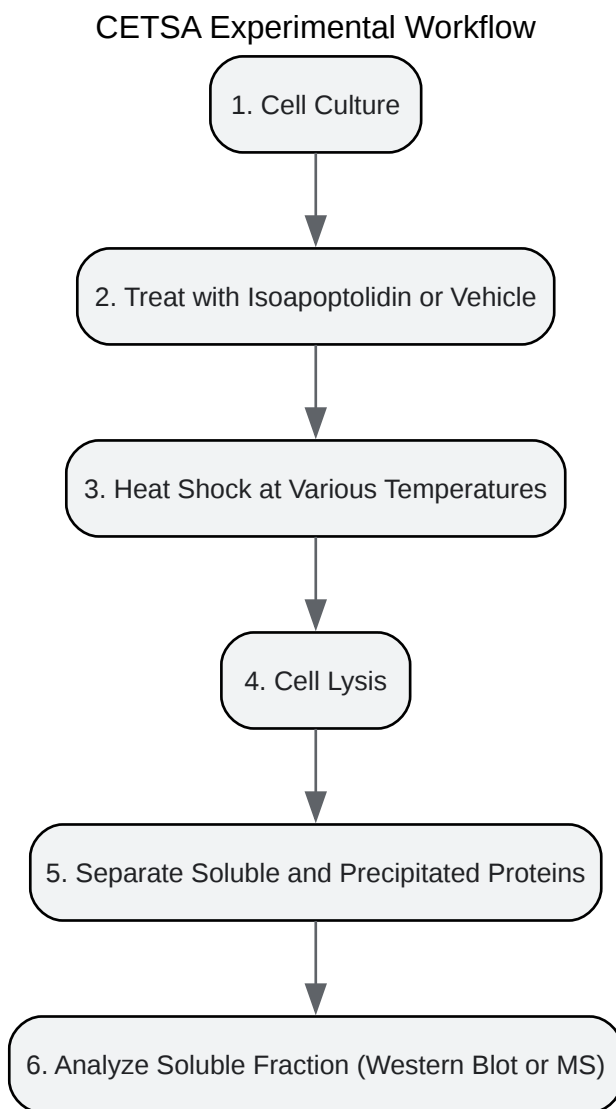 CETSA Experimental Workflow
1. Cell Culture
2. Treat with Isoapoptolidin or Vehicle
3. Heat Shock at Various Temperatures
4. Cell Lysis
5. Separate Soluble and Precipitated Proteins
6. Analyze Soluble Fraction (Western Blot or MS)